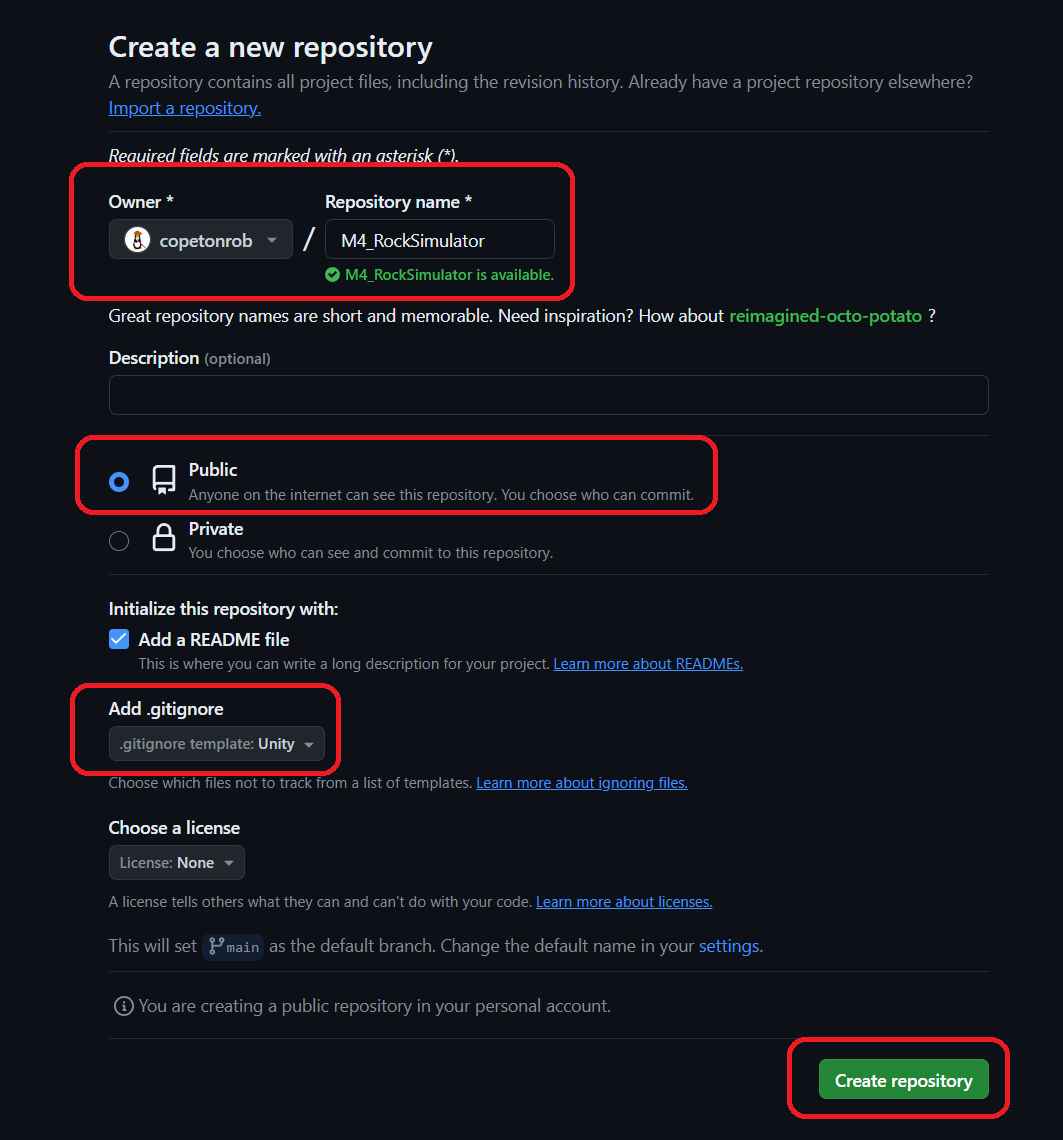 Create a new repository
A repository contains all project files, including the revision history. Already have a project repository elsewhere?
Import a repository.
Required fields are marked with an asterisk (*).
Owner * Repository name *
copetonrob / M4_RockSimulator
M4_RockSimulator is available.
Great repository names are short and memorable. Need inspiration? How about reimagined-octo-potato ?
Description (optional)
Public
Anyone on the internet can see this repository. You choose who can commit.
Private
You choose who can see and commit to this repository.
Initialize this repository with:
Add a README file
This is where you can write a long description for your project. Learn more about READMEs.
Add .gitignore
.gitignore template: Unity
Choose which files not to track from a list of templates. Learn more about ignoring files.
Choose a license
License: None
A license tells others what they can and can't do with your code. Learn more about licenses.
This will set main as the default branch. Change the default name in your settings.
You are creating a public repository in your personal account.
Create repository